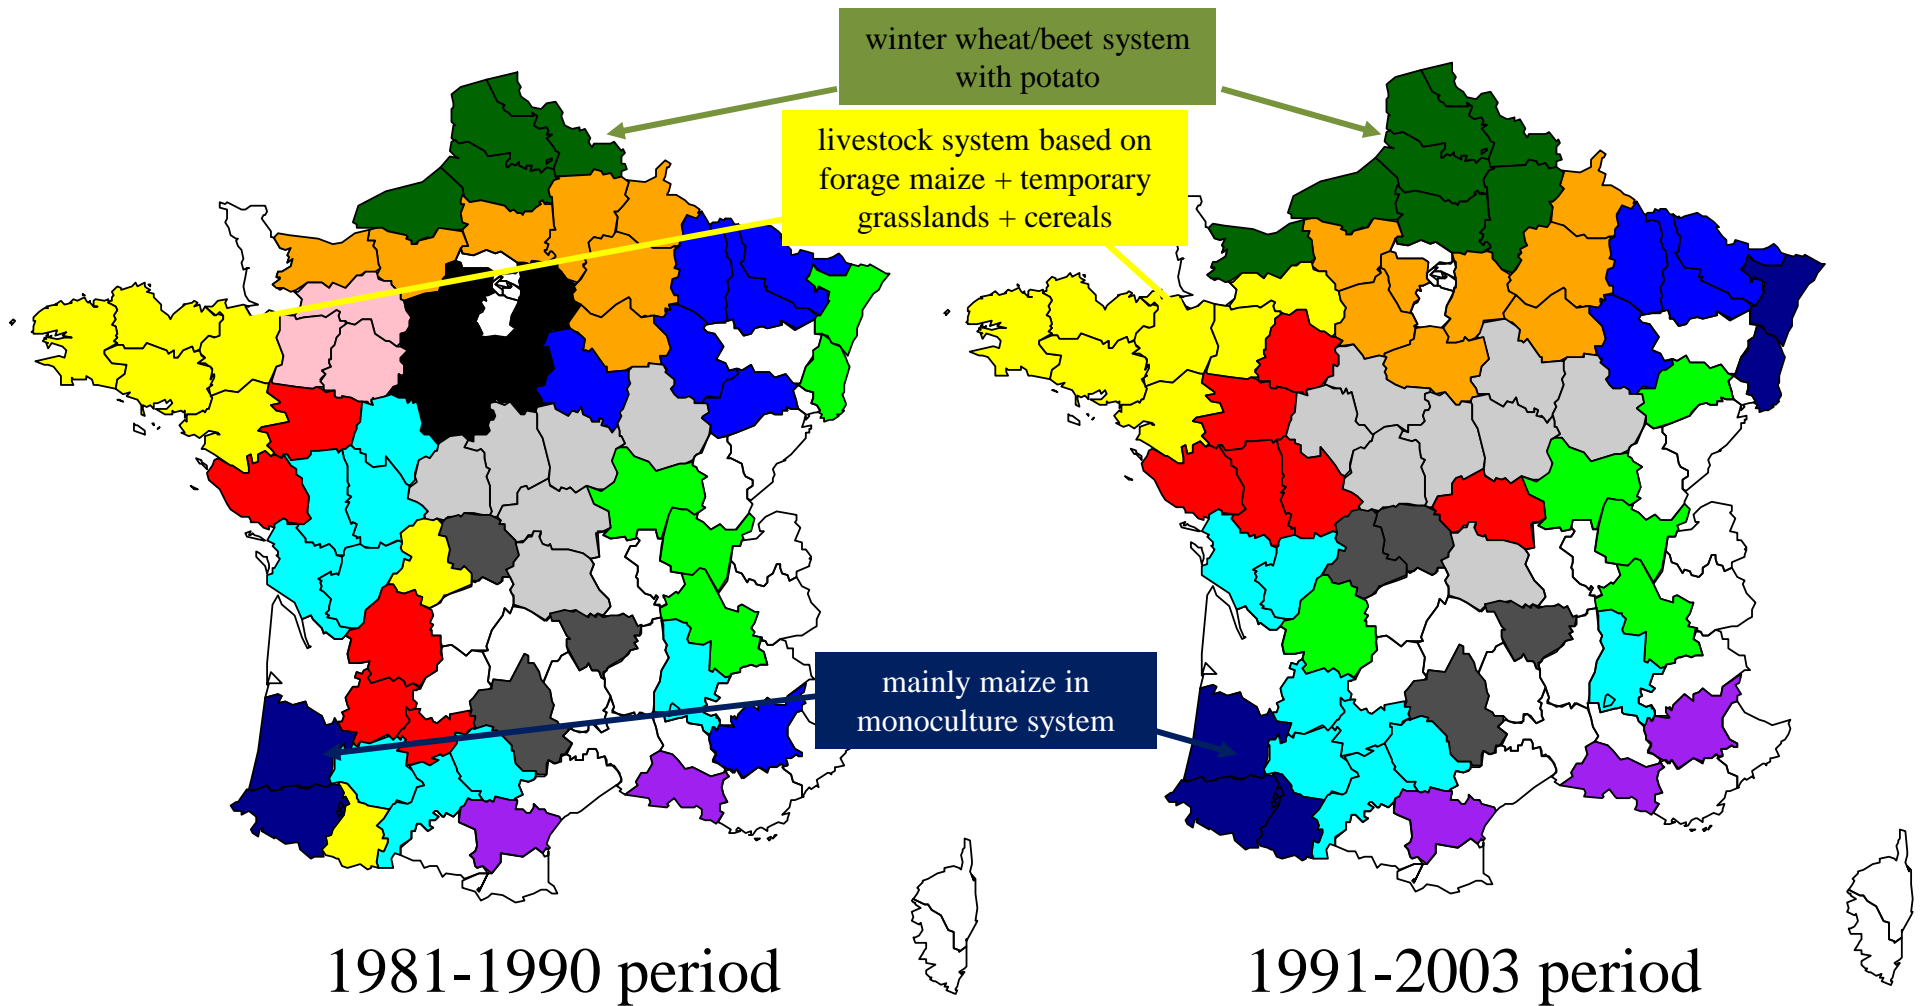 winter wheat/beet system
with potato
livestock system based on
forage maize + temporary
grasslands + cereals
mainly maize in
monoculture system
1981-1990 period
1991-2003 period